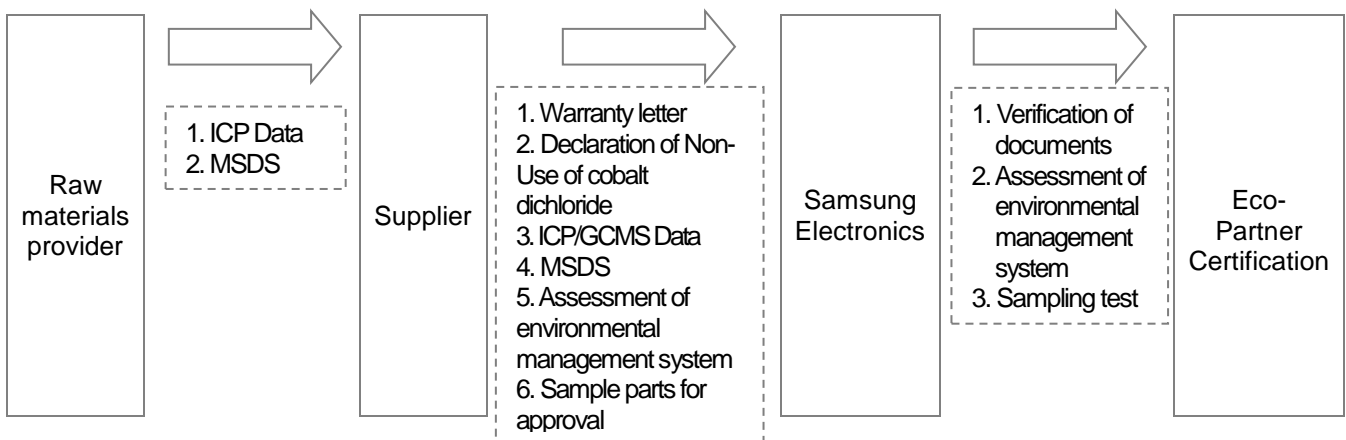 Raw
materials
provider
1. ICP Data
2. MSDS
Supplier
1. Warranty letter
2. Declaration of Non-
Use of cobalt
dichloride
3. ICP/GCMS Data
4. MSDS
5. Assessment of
environmental
management system
6. Sample parts for
approval
Samsung
Electronics
1. Verification of
documents
2. Assessment of
environmental
management
system
3. Sampling test
Eco-
Partner
Certification